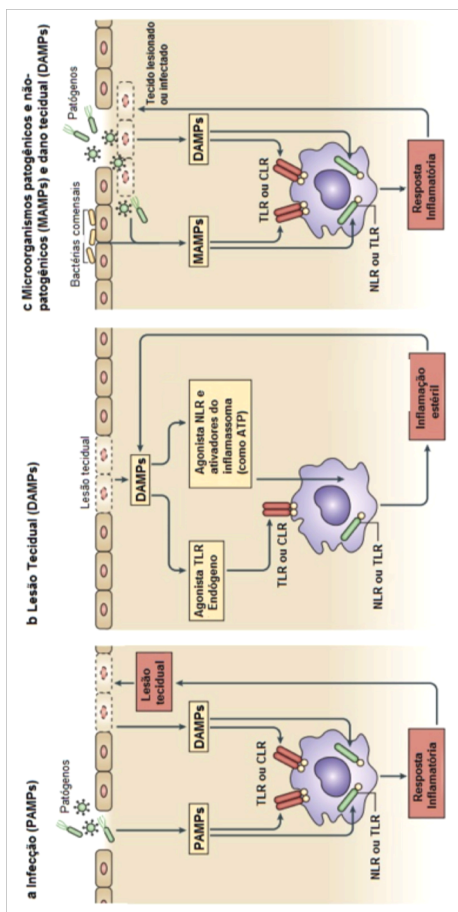 a Infecção (PAMPs)
Patógenos
Lesão
tecidual
PAMPs
DAMPs
TLR ou CLR
NLR ou TLR
Resposta
Inflamatória
b Lesão Tecidual (DAMPs)
Lesão tecidual
DAMPs
Agonista TLR
Endógeno
Agonista NLR e
ativadores do
inflamassoma
(como ATP)
TLR ou CLR
NLR ou TLR
Inflamação
estéril
c Microorganismos patogênicos e não-
patogênicos (MAMPs) e dano tecidual (DAMPs)
Bactérias comensais
Patógenos
Tecido lesionado
ou infectado
MAMPs
DAMPs
TLR ou CLR
NLR ou TLR
Resposta
Inflamatória